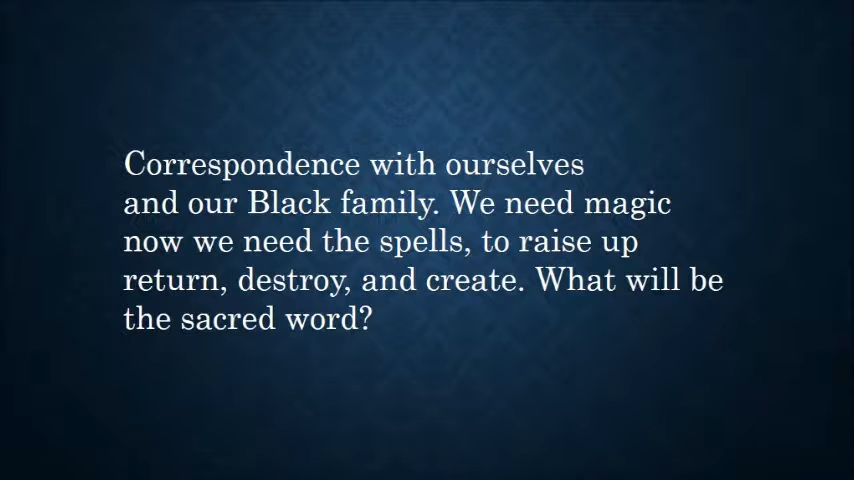 Correspondence with ourselves
and our Black family. We need magic
now we need the spells, to raise up
return, destroy, and create. What will be
the sacred word?